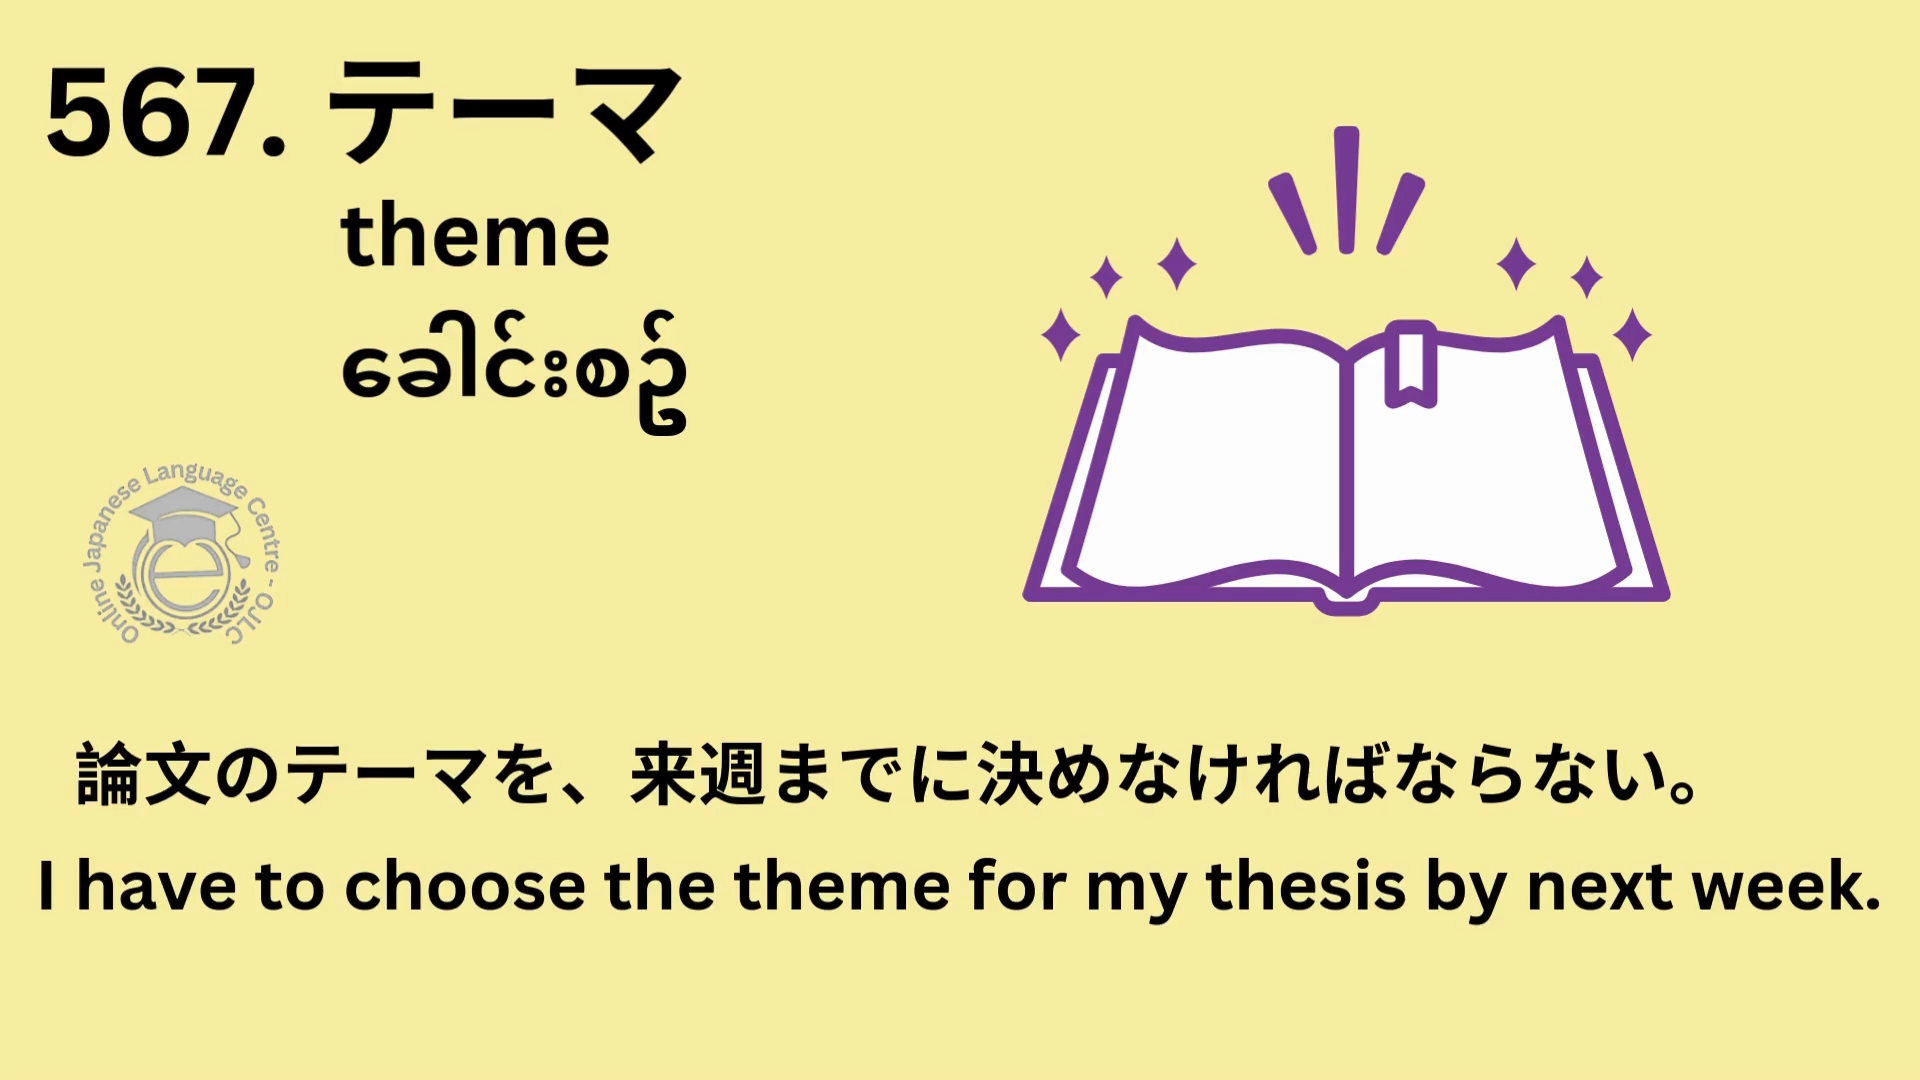 567. テーマ
theme
ခေါင်းစဉ်
Online Japanese Language Centre - OJLC
論文のテーマを、来週までに決めなければならない。
I have to choose the theme for my thesis by next week.